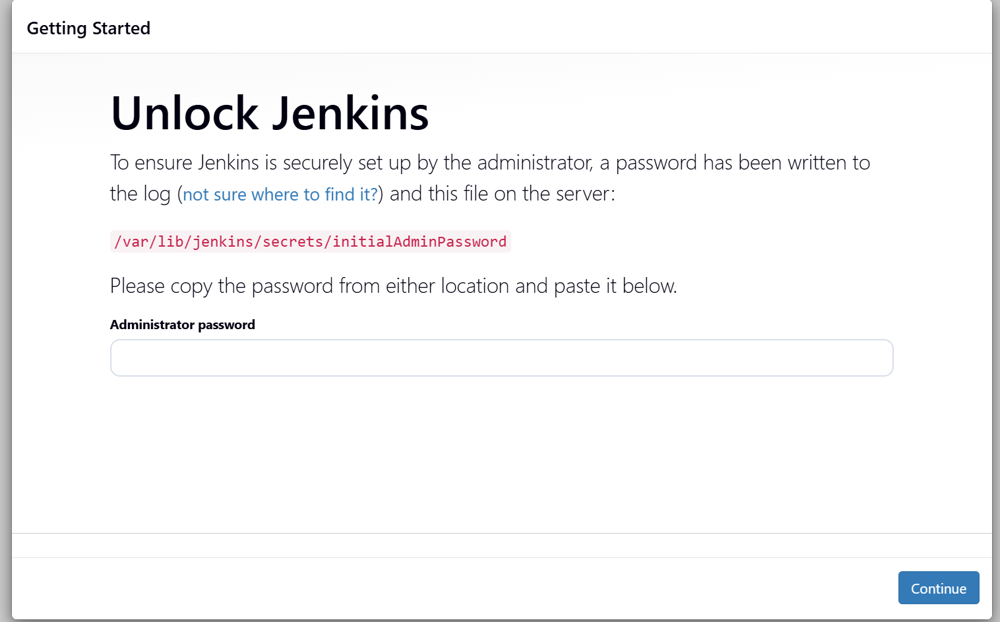 Getting Started
Unlock Jenkins
To ensure Jenkins is securely set up by the administrator, a password has been written to
the log (not sure where to find it?) and this file on the server:
/var/lib/jenkins/secrets/initialAdminPassword
Please copy the password from either location and paste it below.
Administrator password
Continue